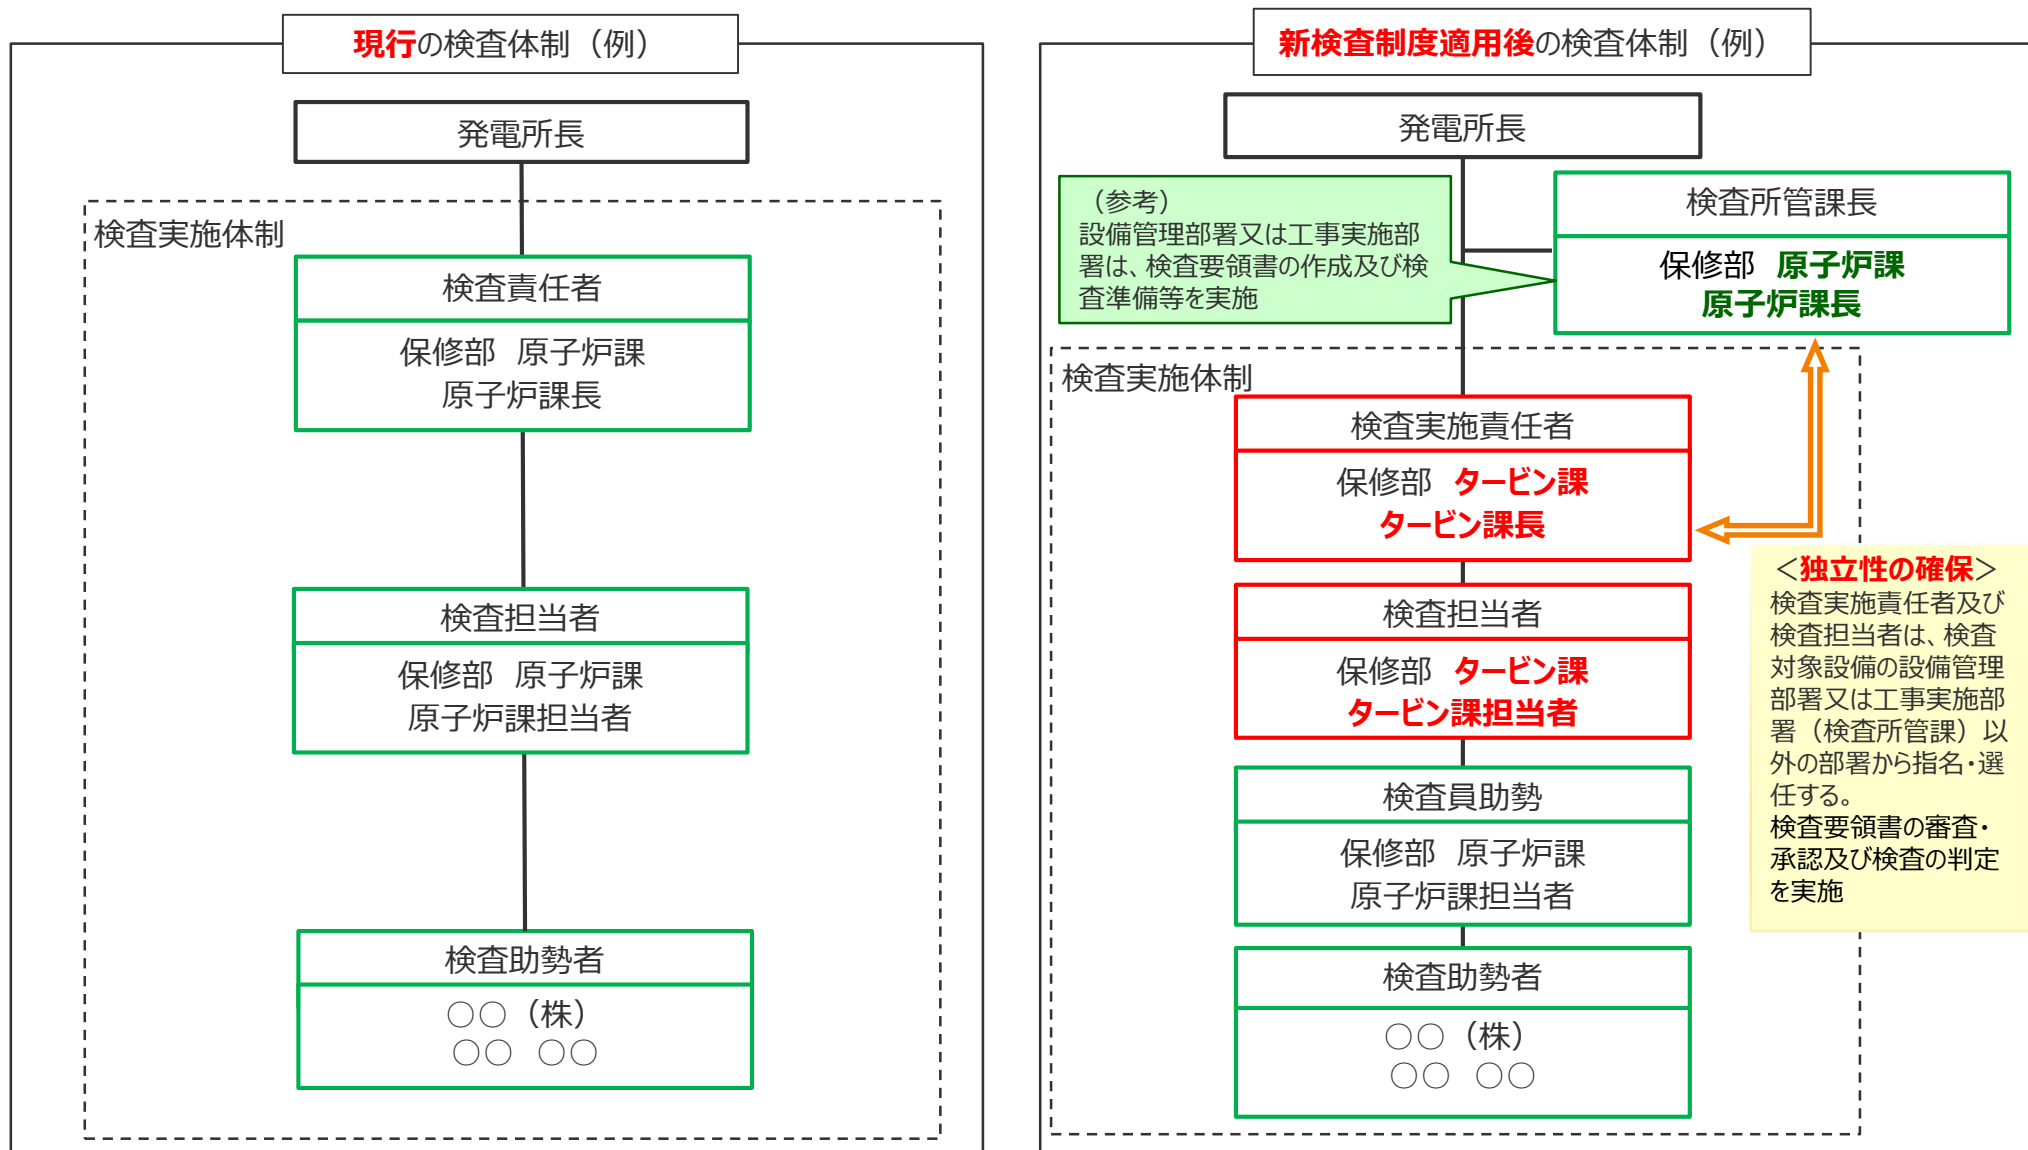 現行の検査体制（例）
発電所長
検査実施体制
検査責任者
保修部　原子炉課
原子炉課長
検査担当者
保修部　原子炉課
原子炉課担当者
検査助勢者
○○（株）
○○　○○
新検査制度適用後の検査体制（例）
発電所長
（参考）
設備管理部署又は工事実施部
署は、検査要領書の作成及び検
査準備等を実施
検査所管課長
保修部　原子炉課
原子炉課長
検査実施体制
検査実施責任者
保修部　タービン課
タービン課長
検査担当者
保修部　タービン課
タービン課担当者
検査員助勢
保修部　原子炉課
原子炉課担当者
検査助勢者
○○（株）
○○　○○
＜独立性の確保＞
検査実施責任者及び
検査担当者は、検査
対象設備の設備管理
部署又は工事実施部
署（検査所管課）以
外の部署から指名・選
任する。
検査要領書の審査・
承認及び検査の判定
を実施